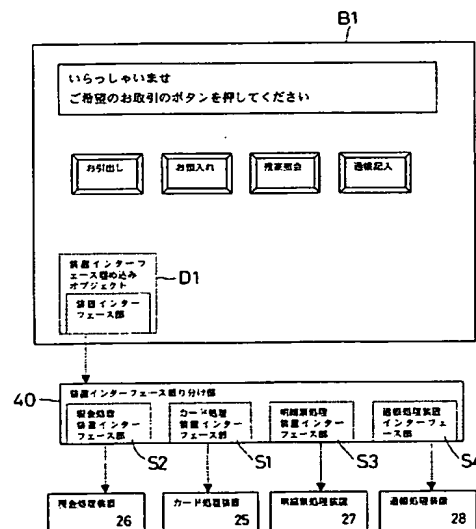 B1
いらっしゃいませ
ご希望のお取引のボタンを押してください
お引出し
お預入れ
残高照会
通帳記入
装置インターフ
ェース埋め込み
オブジェクト
装置インター
フェース部
D1
40
装置インターフェース振り分け部
現金処理
装置インター
フェース部
カード処理
装置インター
フェース部
明細票処理
装置インター
フェース部
通帳処理装置
インターフェ
ース部
S2
S1
S3
S4
現金処理装置
26
カード処理装置
25
明細票処理装置
27
通帳処理装置
28